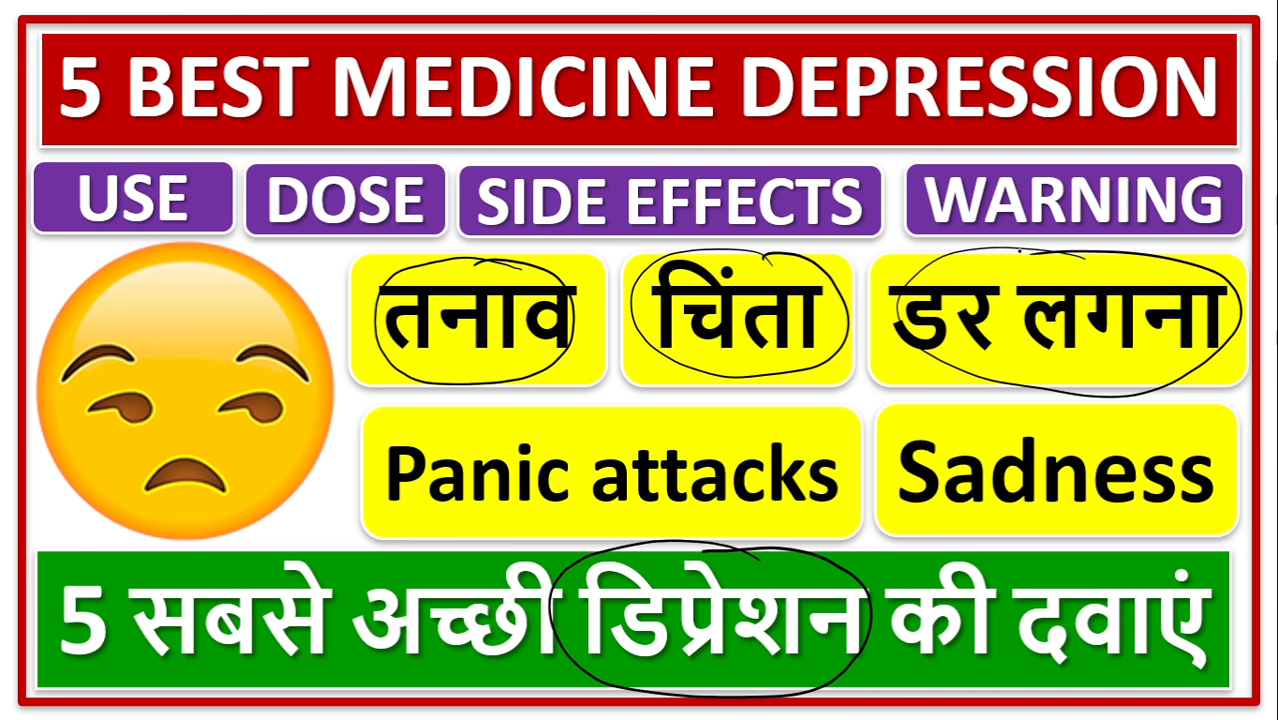 5 BEST MEDICINE DEPRESSION
USE DOSE SIDE EFFECTS WARNING
तनाव चिंता डर लगना
Panic attacks Sadness
5 सबसे अच्छी डिप्रेशन की दवाएं